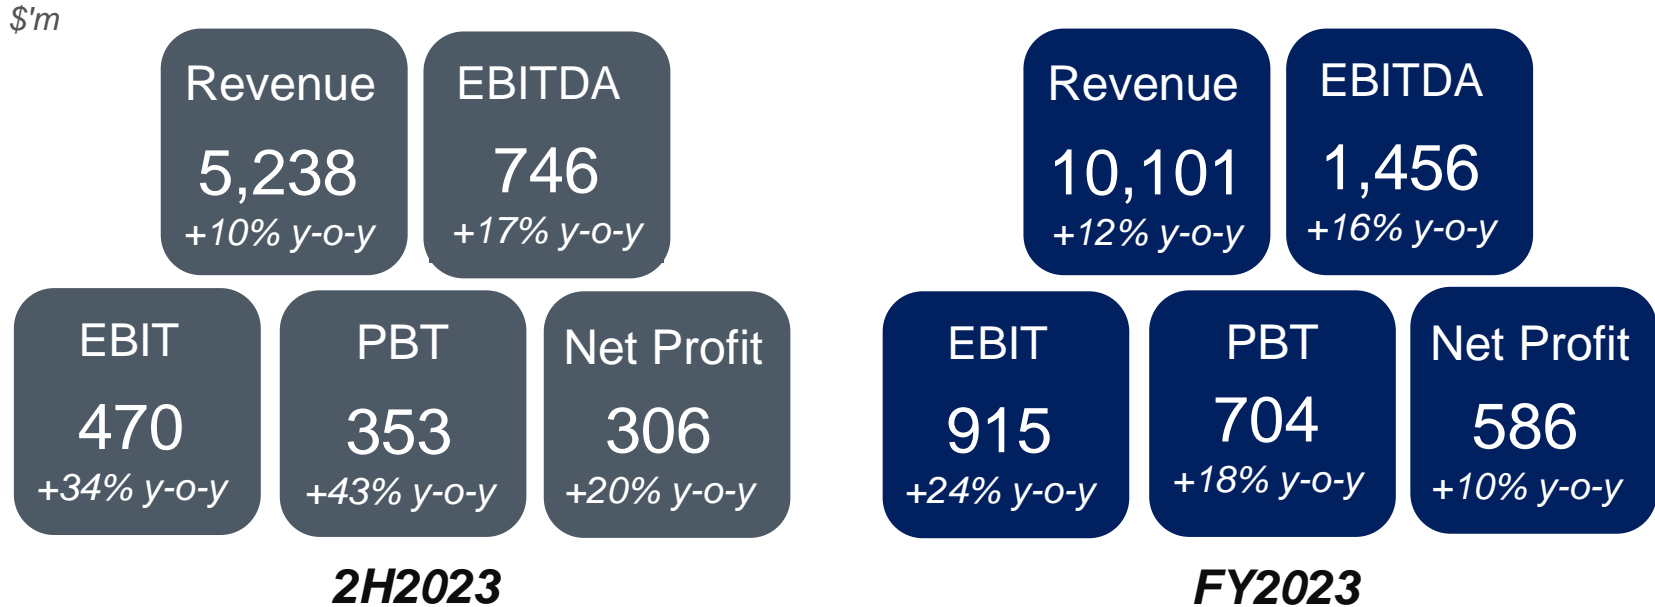 $'m
Revenue
5,238
+10% y-o-y
EBITDA
746
+17% y-o-y
EBIT
470
+34% y-o-y
PBT
353
+43% y-o-y
Net Profit
306
+20% y-o-y
2H2023
Revenue
10,101
+12% y-o-y
EBITDA
1,456
+16% y-o-y
EBIT
915
+24% y-o-y
PBT
704
+18% y-o-y
Net Profit
586
+10% y-o-y
FY2023